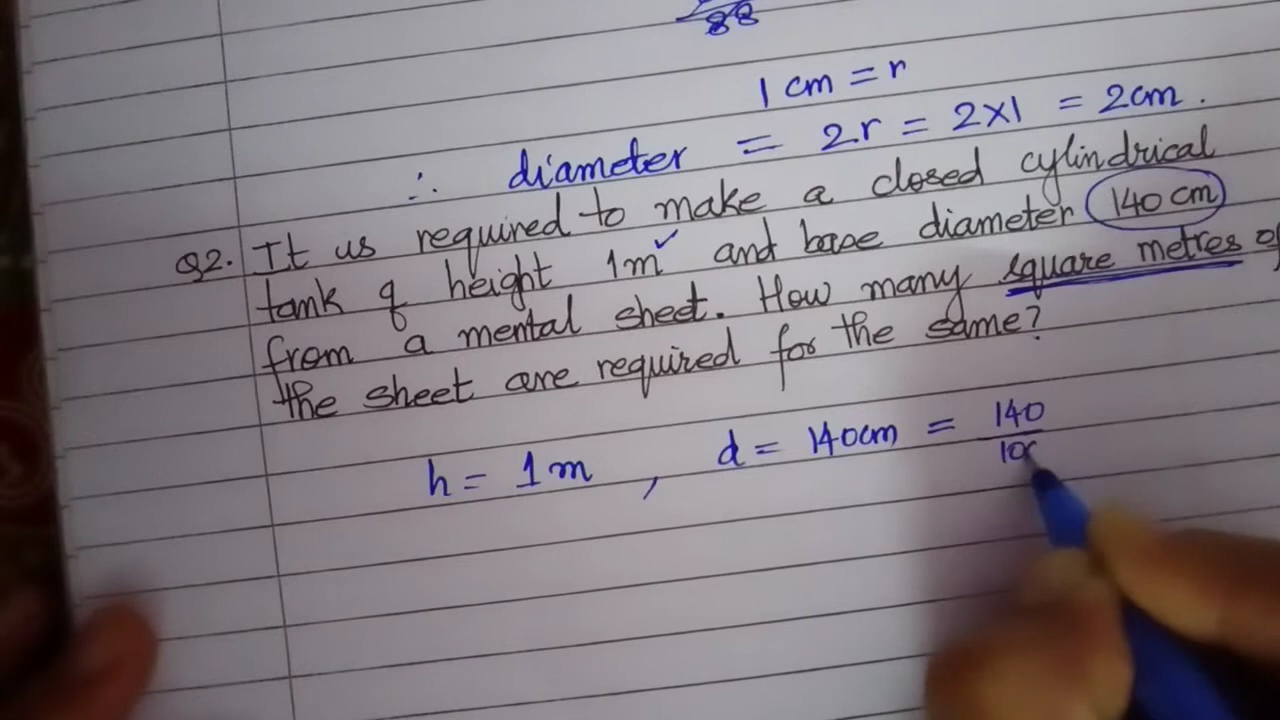 88
1 cm = r
∴ diameter = 2r = 2×1 = 2cm.
Q2. It us required to make a closed cylindrical
tank of height 1m ✓ and base diameter 140 cm
from a mental sheet. How many square metres of
the sheet are required for the same?
h = 1m , d = 140cm = 140
100